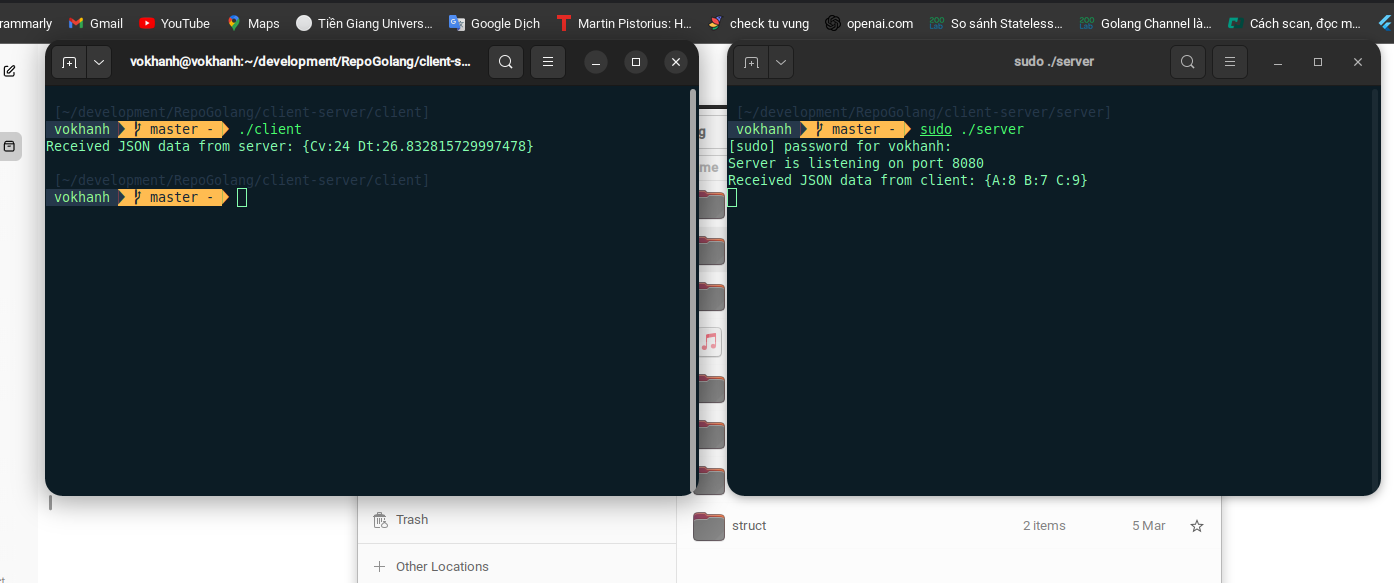 rammarly Gmail YouTube Maps Tiền Giang Univers... Google Dịch Martin Pistorius: H... check tu vung openai.com So sánh Stateless... Golang Channel là... Cách scan, đọc m...
vokhanh@vokhanh:~/development/RepoGolang/client-s...
[~/development/RepoGolang/client-server/client]
vokhanh master - ./client
Received JSON data from server: {Cv:24 Dt:26.832815729997478}
[~/development/RepoGolang/client-server/client]
vokhanh master -
sudo ./server
[~/development/RepoGolang/client-server/server]
vokhanh master - sudo ./server
[sudo] password for vokhanh:
Server is listening on port 8080
Received JSON data from client: {A:8 B:7 C:9}
g
me
Trash
Other Locations
struct 2 items 5 Mar